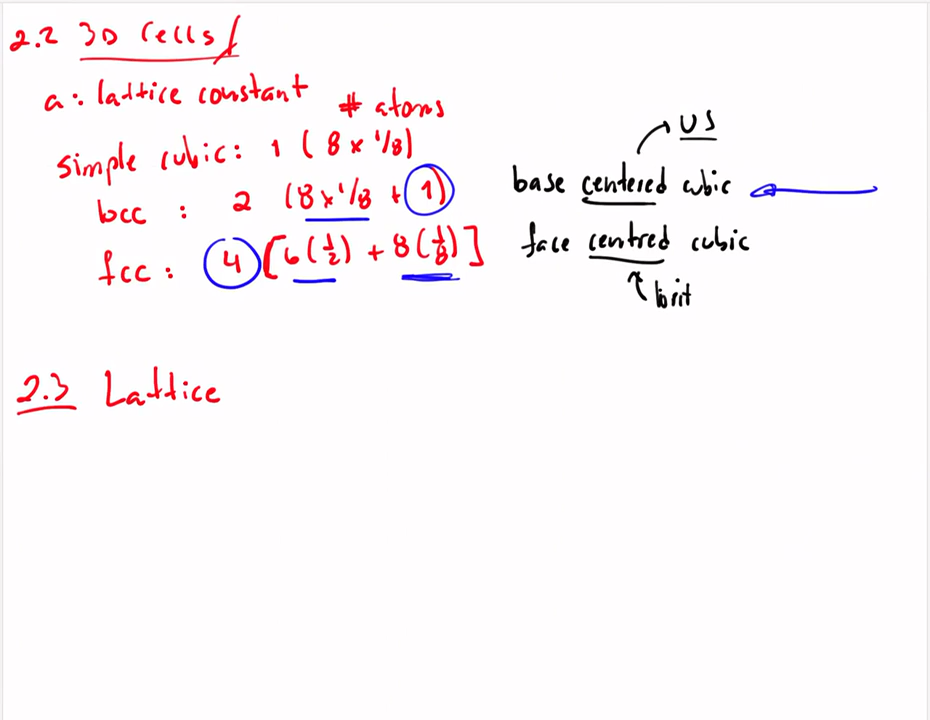 2.2 3D Cells
a: lattice constant
# atoms
simple cubic: 1 (8 x 1/8)
bcc : 2 (8 x 1/8 + 1)
fcc : 4 [6(1/2) + 8(1/8)]
US
base centered cubic
face centred cubic
brit
2.3 Lattice